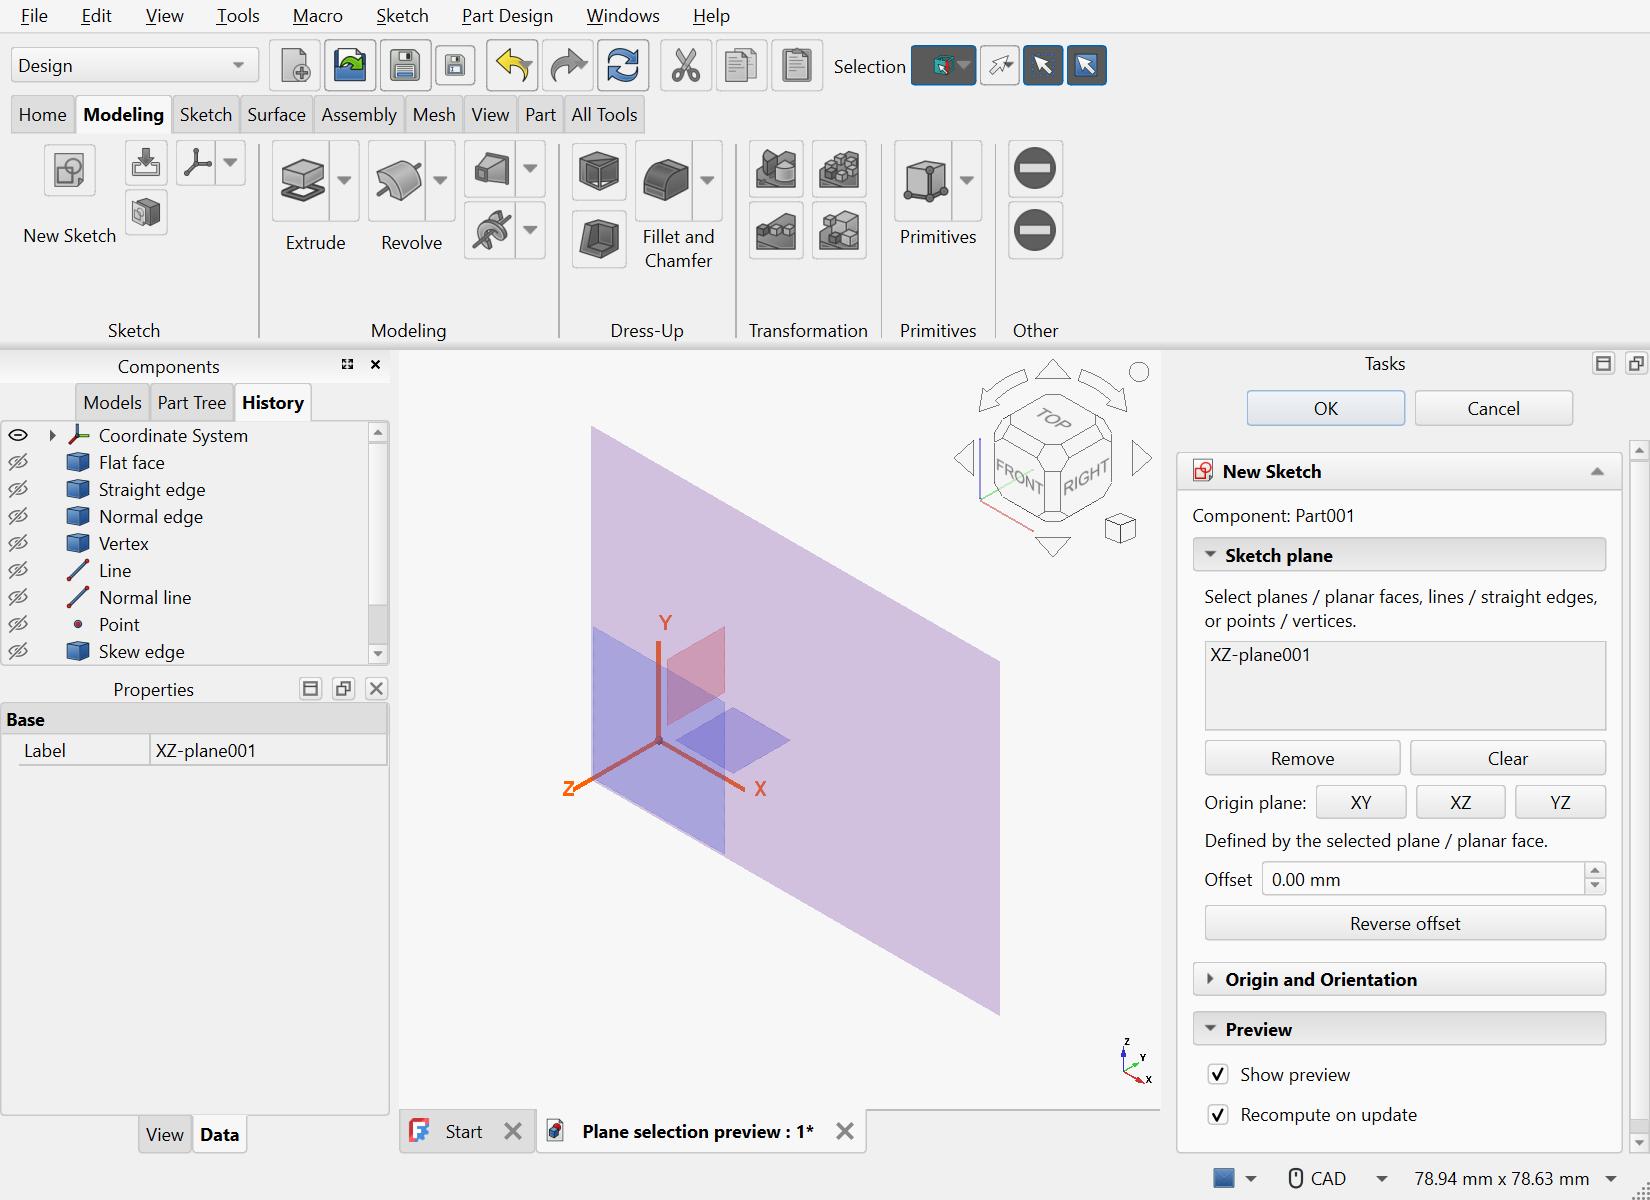 File Edit View Tools Macro Sketch Part Design Windows Help
Design
Selection
Home Modeling Sketch Surface Assembly Mesh View Part All Tools
New Sketch
Extrude
Revolve
Fillet and
Chamfer
Primitives
Sketch Modeling Dress-Up Transformation Primitives Other
Components
Models Part Tree History
Coordinate System
Flat face
Straight edge
Normal edge
Vertex
Line
Normal line
Point
Skew edge
Properties
Base
Label XZ-plane001
View Data
TOP
FRONT
RIGHT
Y
Z
X
Z
Y
X
Start
Plane selection preview : 1*
Tasks
OK Cancel
New Sketch
Component: Part001
Sketch plane
Select planes / planar faces, lines / straight edges,
or points / vertices.
XZ-plane001
Remove Clear
Origin plane: XY XZ YZ
Defined by the selected plane / planar face.
Offset 0.00 mm
Reverse offset
Origin and Orientation
Preview
Show preview
Recompute on update
CAD 78.94 mm x 78.63 mm